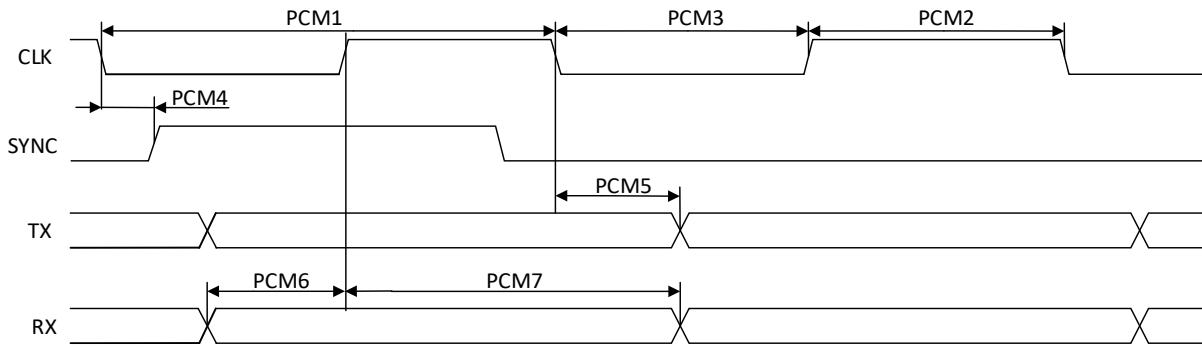 PCM1 PCM3 PCM2
CLK
PCM4
SYNC
PCM5
TX
PCM6 PCM7
RX